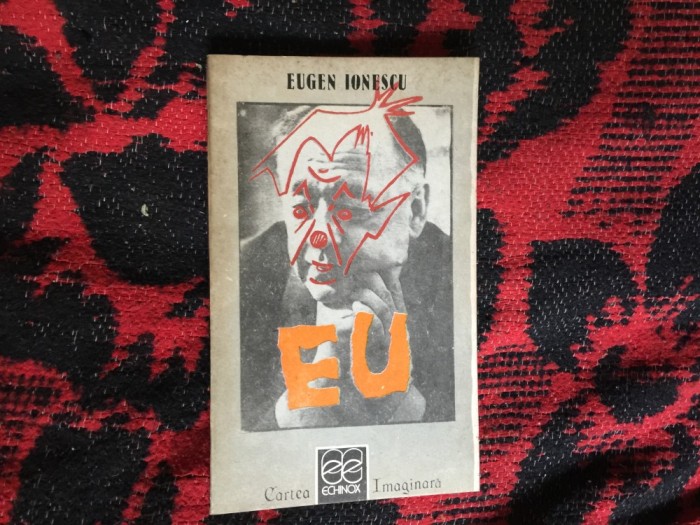 EUGEN IONESCU
EU
Cartea ECHINOX Imaginară